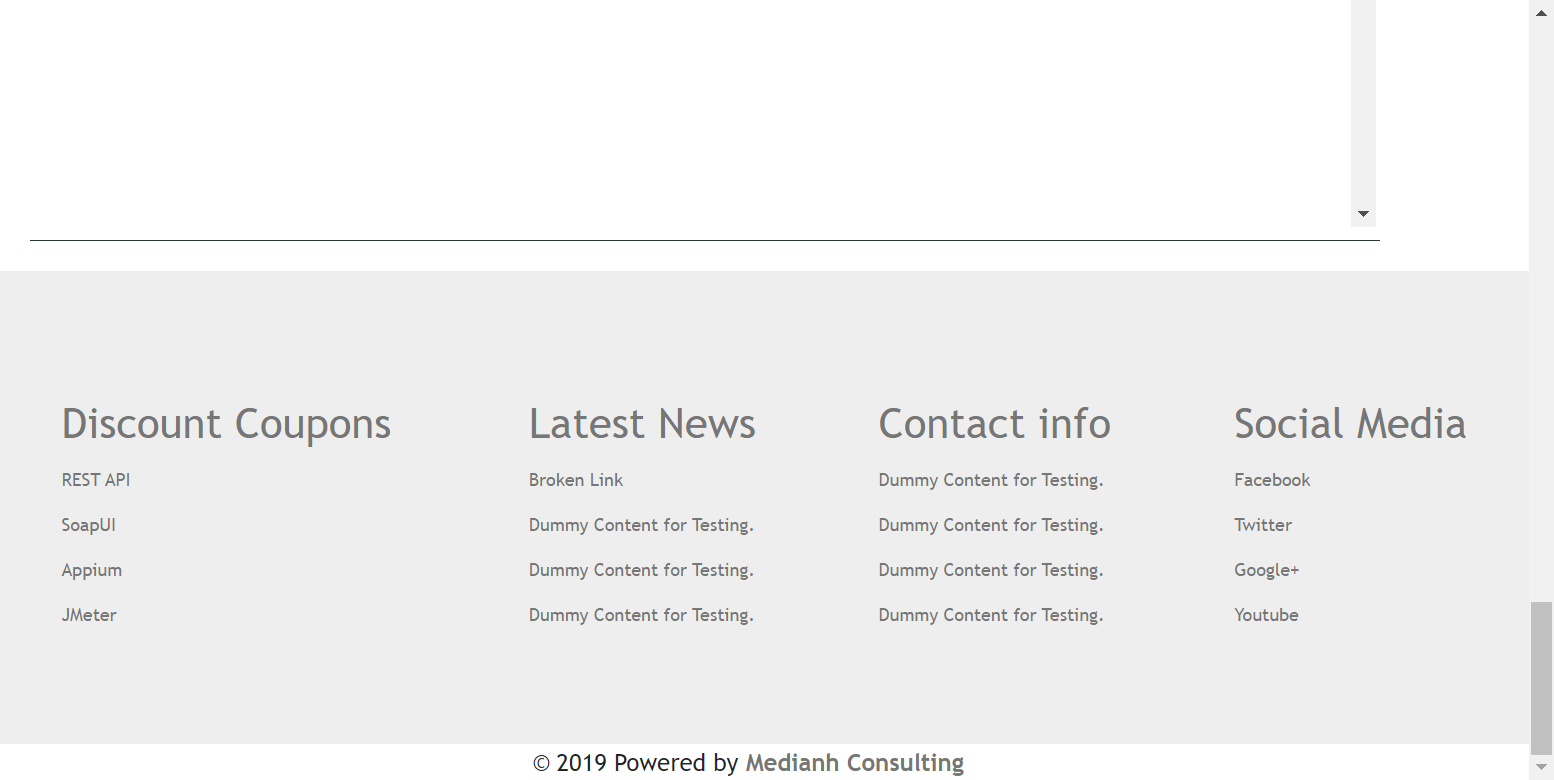 Discount Coupons
REST API
SoapUI
Appium
JMeter
Latest News
Broken Link
Dummy Content for Testing.
Dummy Content for Testing.
Dummy Content for Testing.
Contact info
Dummy Content for Testing.
Dummy Content for Testing.
Dummy Content for Testing.
Dummy Content for Testing.
Social Media
Facebook
Twitter
Google+
Youtube
© 2019 Powered by Medianh Consulting